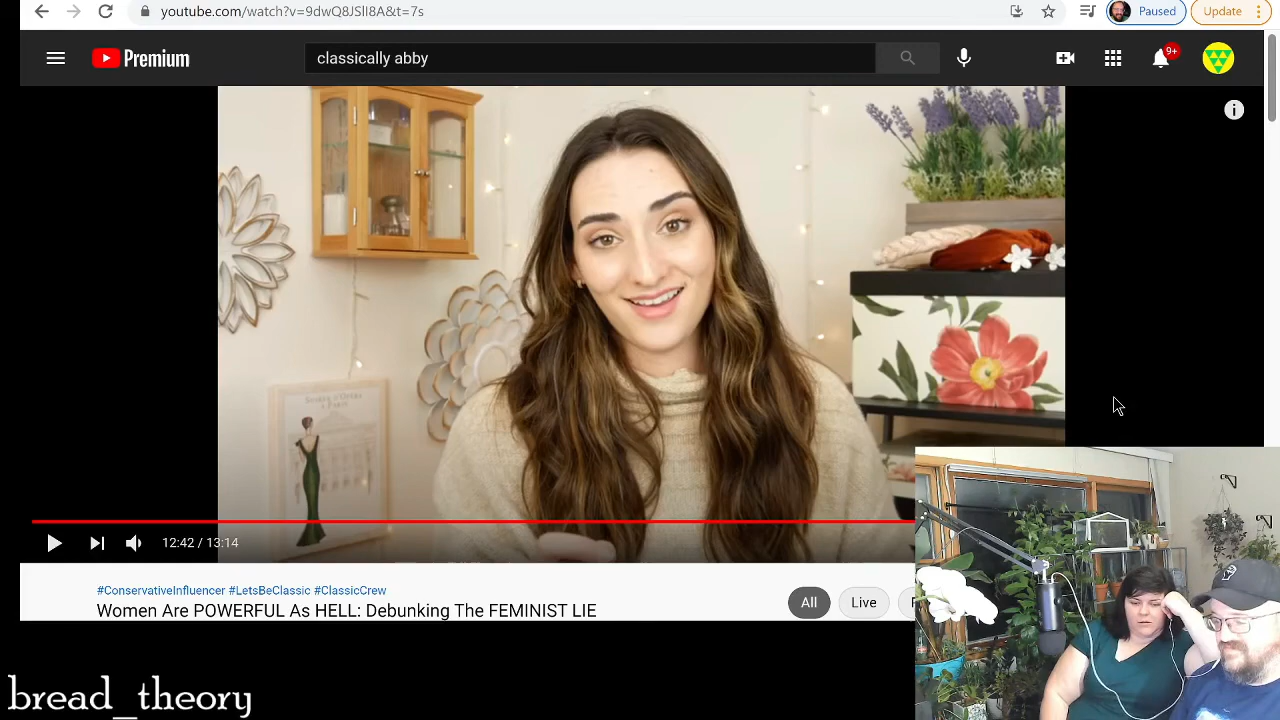 youtube.com/watch?v=9dwQ8JSlI8A&t=7s
Paused
Update
Premium
classically abby
9+
12:42 / 13:14
#ConservativeInfluencer #LetsBeClassic #ClassicCrew
Women Are POWERFUL As HELL: Debunking The FEMINIST LIE
All
Live
bread_theory